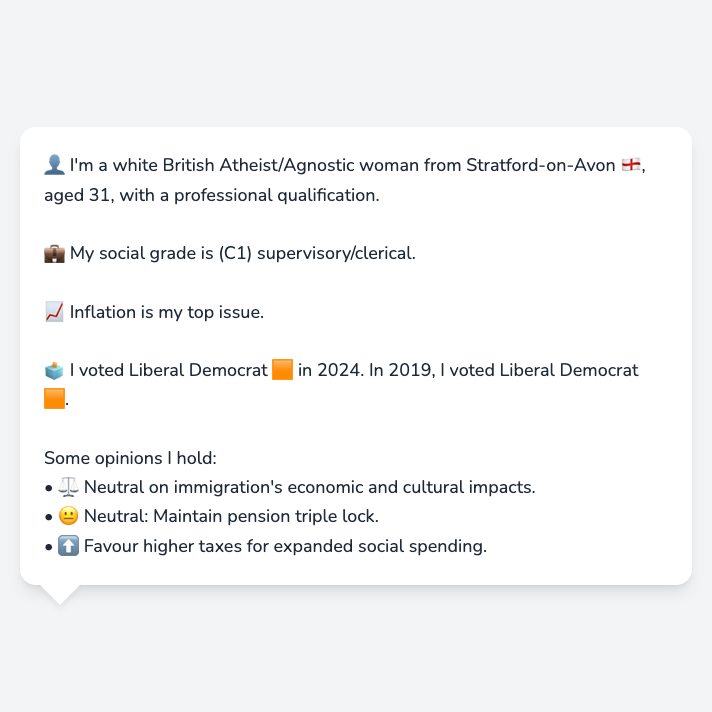 👤 I'm a white British Atheist/Agnostic woman from Stratford-on-Avon 🏴󠁧󠁢󠁥󠁮󠁧󠁿,
aged 31, with a professional qualification.
💼 My social grade is (C1) supervisory/clerical.
📈 Inflation is my top issue.
🗳️ I voted Liberal Democrat 🟧 in 2024. In 2019, I voted Liberal Democrat
🟧.
Some opinions I hold:
• ⚖️ Neutral on immigration's economic and cultural impacts.
• 😐 Neutral: Maintain pension triple lock.
• ⬆️ Favour higher taxes for expanded social spending.